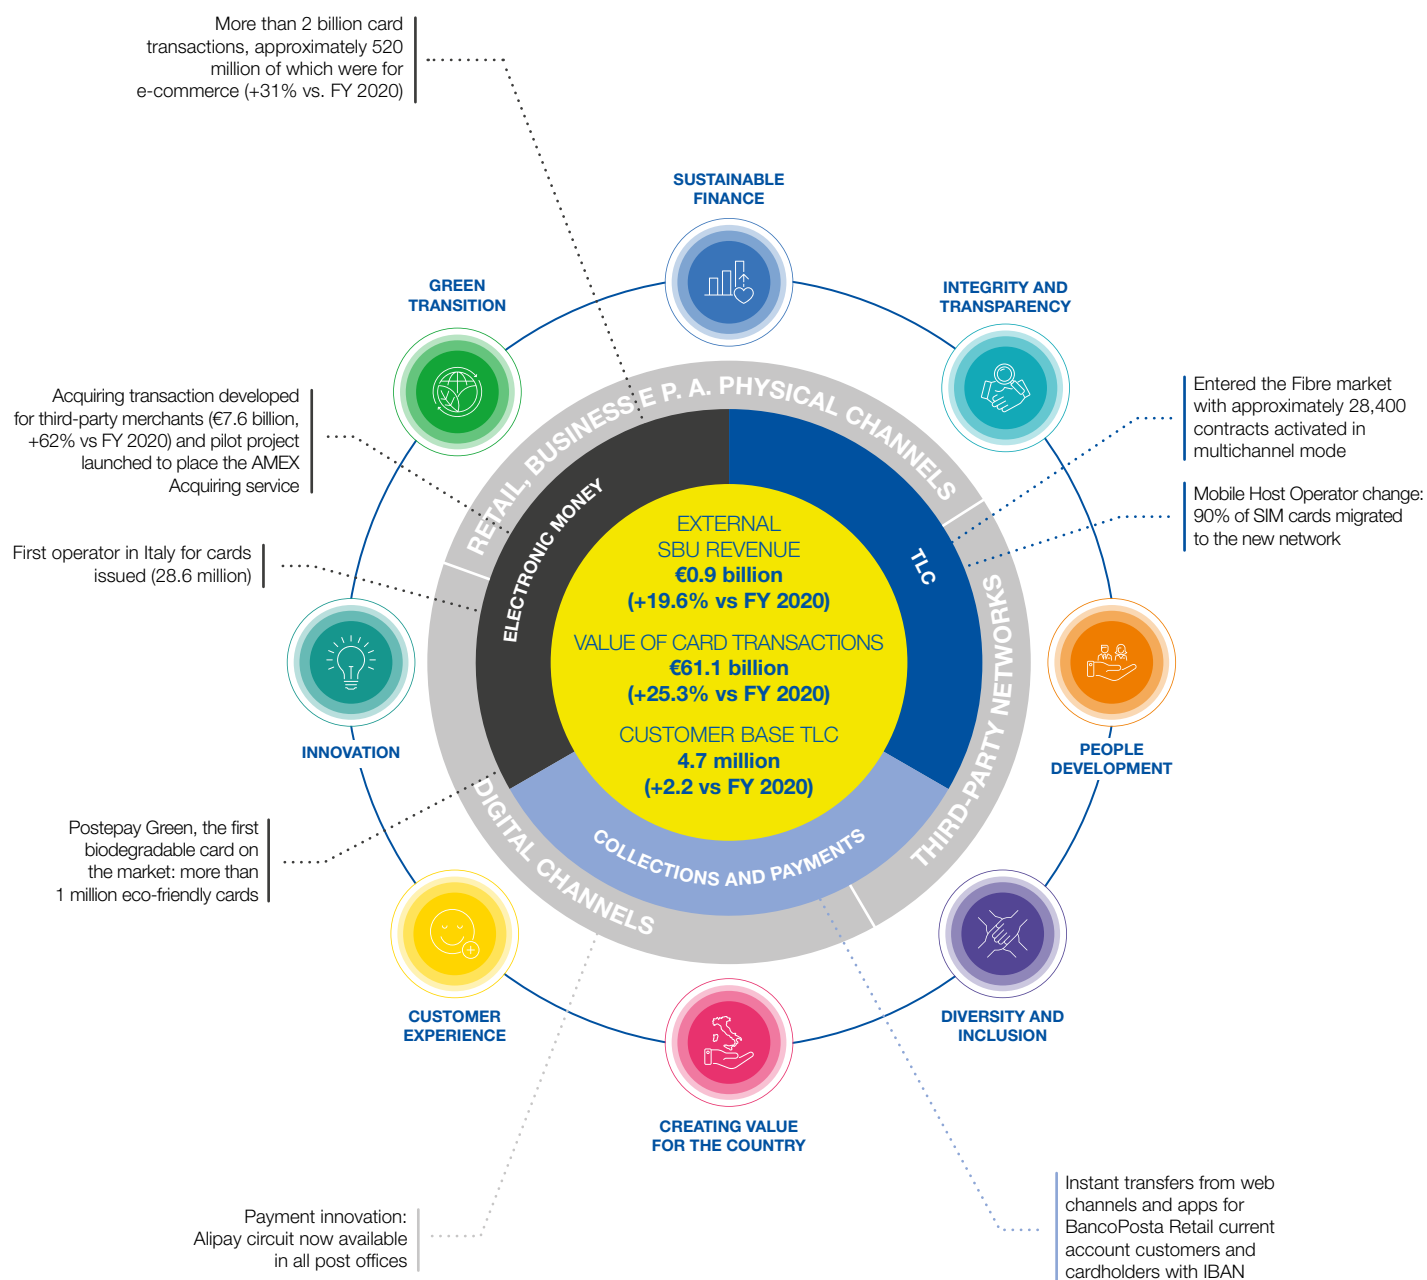 More than 2 billion card
transactions, approximately 520
million of which were for
e-commerce (+31% vs. FY 2020)
SUSTAINABLE
FINANCE
GREEN
TRANSITION
INTEGRITY AND
TRANSPARENCY
Acquiring transaction developed
for third-party merchants (€7.6 billion,
+62% vs FY 2020) and pilot project
launched to place the AMEX
Acquiring service
Entered the Fibre market
with approximately 28,400
contracts activated in
multichannel mode
Mobile Host Operator change:
90% of SIM cards migrated
to the new network
First operator in Italy for cards
issued (28.6 million)
RETAIL, BUSINESS E P. A. PHYSICAL CHANNELS
ELECTRONIC MONEY
TLC
THIRD-PARTY NETWORKS
EXTERNAL
SBU REVENUE
€0.9 billion
(+19.6% vs FY 2020)
VALUE OF CARD TRANSACTIONS
€61.1 billion
(+25.3% vs FY 2020)
CUSTOMER BASE TLC
4.7 million
(+2.2 vs FY 2020)
INNOVATION
PEOPLE
DEVELOPMENT
COLLECTIONS AND PAYMENTS
DIGITAL CHANNELS
Postepay Green, the first
biodegradable card on
the market: more than
1 million eco-friendly cards
CUSTOMER
EXPERIENCE
DIVERSITY AND
INCLUSION
CREATING VALUE
FOR THE COUNTRY
Payment innovation:
Alipay circuit now available
in all post offices
Instant transfers from web
channels and apps for
BancoPosta Retail current
account customers and
cardholders with IBAN